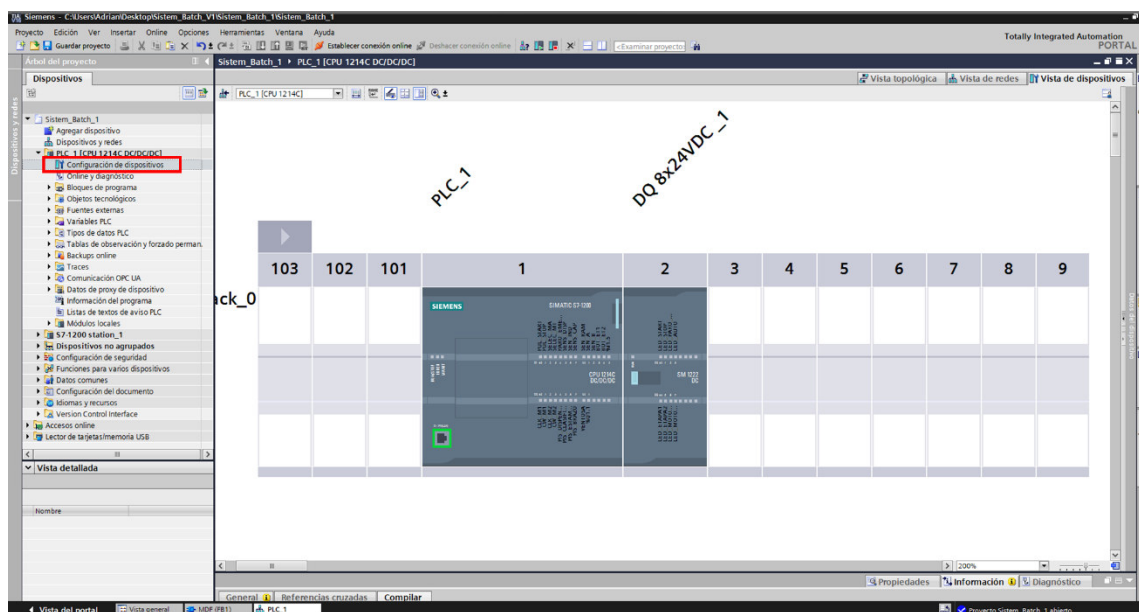 Siemens - C:\Users\Adrian\Desktop\Sistem_Batch_V1\Sistem_Batch_1\Sistem_Batch_1
Proyecto Edición Ver Insertar Online Opciones Herramientas Ventana Ayuda
Totally Integrated Automation
PORTAL
Guardar proyecto Establecer conexión online Deshacer conexión online <Examinar proyecto>
Árbol del proyecto
Sistem_Batch_1 PLC_1 [CPU 1214C DC/DC/DC]
Dispositivos
Vista topológica Vista de redes Vista de dispositivos
PLC_1 [CPU 1214C]
Dispositivos y redes
Sistem_Batch_1
Agregar dispositivo
Dispositivos y redes
PLC_1 [CPU 1214C DC/DC/DC]
Configuración de dispositivos
Online y diagnóstico
Bloques de programa
Objetos tecnológicos
Fuentes externas
Variables PLC
Tipos de datos PLC
Tablas de observación y forzado perman.
Backups online
Traces
Comunicación OPC UA
Datos de proxy de dispositivo
Información del programa
Listas de textos de aviso PLC
Módulos locales
S7-1200 station_1
Dispositivos no agrupados
Configuración de seguridad
Funciones para varios dispositivos
Datos comunes
Configuración del documento
Idiomas y recursos
Version Control Interface
Accesos online
Lector de tarjetas/memoria USB
Vista detallada
Nombre
PLC_1
DQ 8x24VDC_1
103 102 101 1 2 3 4 5 6 7 8 9
ack_0
SIEMENS SIMATIC S7-1200
CPU 1214C
DC/DC/DC
SM 1222
DC
Datos del dispositivo
200%
Propiedades Información Diagnóstico
General Referencias cruzadas Compilar
Vista del portal Vista general MDF (FB1) PLC_1
Proyecto Sistem_Batch_1 abierto